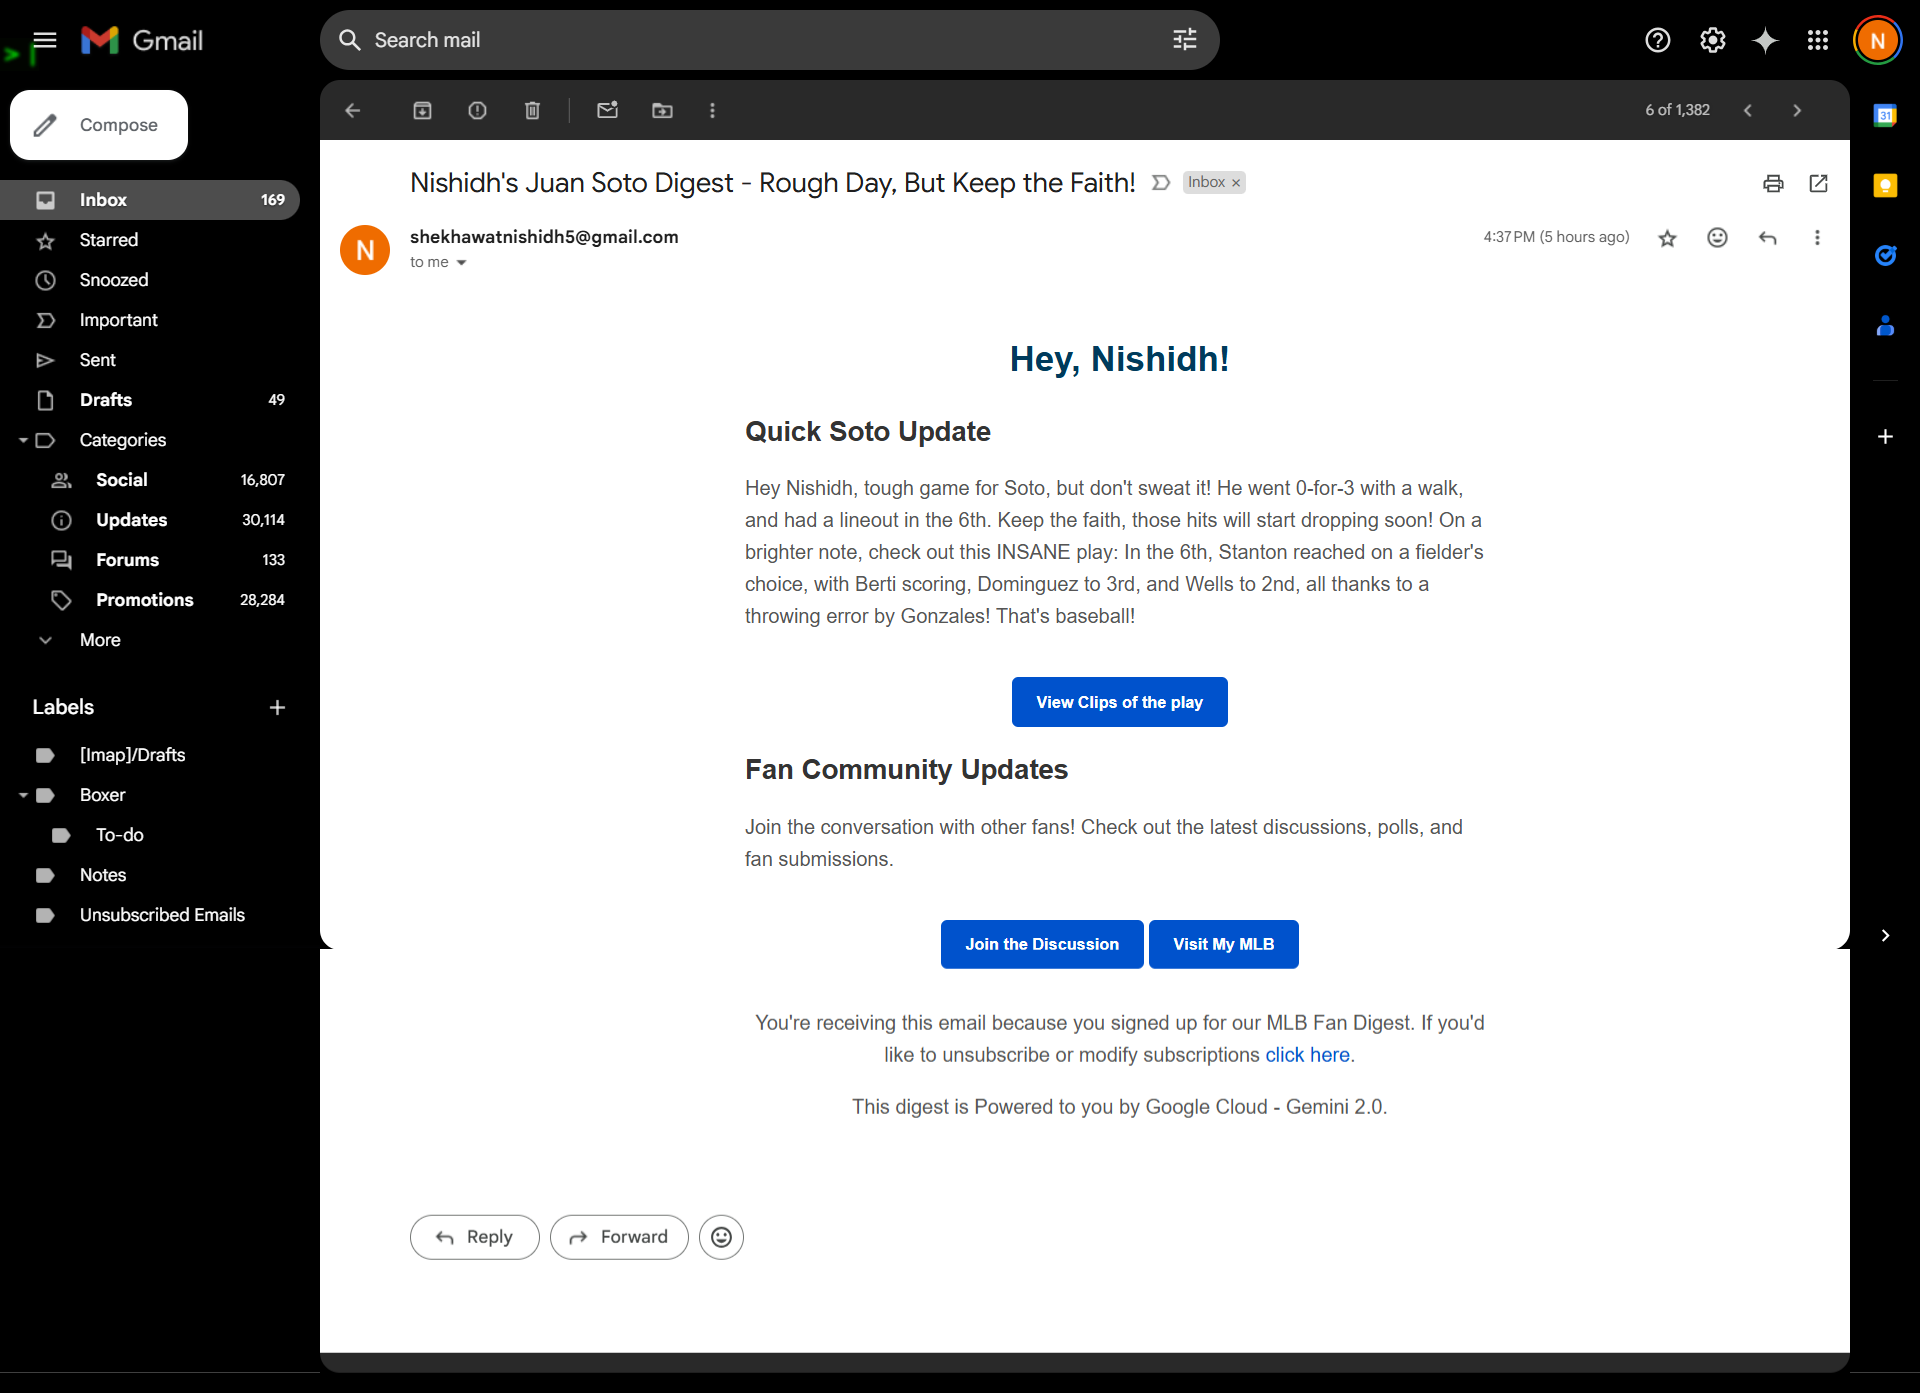 Gmail
Search mail
N
Compose
6 of 1,382
Inbox 169
Starred
Snoozed
Important
Sent
Drafts 49
Categories
Social 16,807
Updates 30,114
Forums 133
Promotions 28,284
More
Labels
[Imap]/Drafts
Boxer
To-do
Notes
Unsubscribed Emails
Nishidh's Juan Soto Digest - Rough Day, But Keep the Faith! Inbox ×
N
shekhawatnishidh5@gmail.com
to me
4:37 PM (5 hours ago)
Hey, Nishidh!
Quick Soto Update
Hey Nishidh, tough game for Soto, but don't sweat it! He went 0-for-3 with a walk,
and had a lineout in the 6th. Keep the faith, those hits will start dropping soon! On a
brighter note, check out this INSANE play: In the 6th, Stanton reached on a fielder's
choice, with Berti scoring, Dominguez to 3rd, and Wells to 2nd, all thanks to a
throwing error by Gonzales! That's baseball!
View Clips of the play
Fan Community Updates
Join the conversation with other fans! Check out the latest discussions, polls, and
fan submissions.
Join the Discussion
Visit My MLB
You're receiving this email because you signed up for our MLB Fan Digest. If you'd
like to unsubscribe or modify subscriptions click here.
This digest is Powered to you by Google Cloud - Gemini 2.0.
Reply
Forward
31